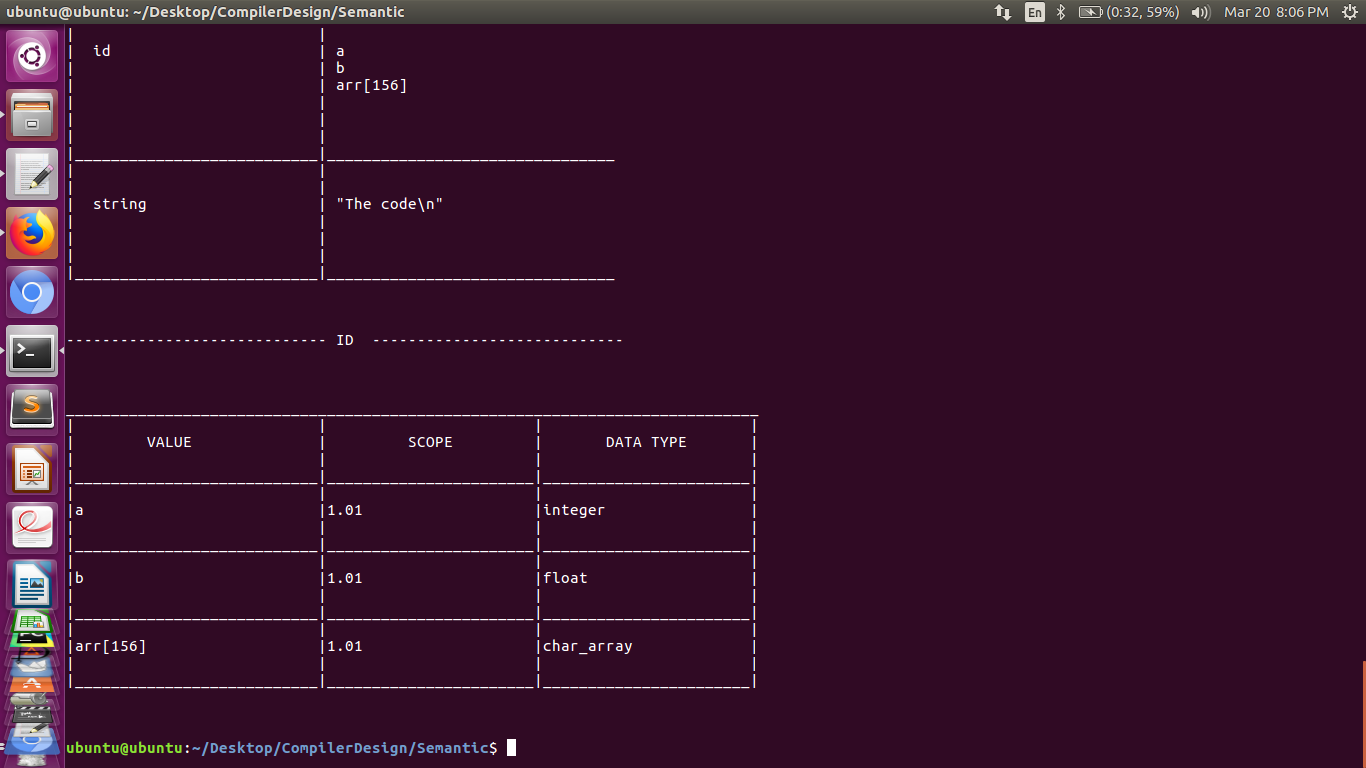 ubuntu@ubuntu: ~/Desktop/CompilerDesign/Semantic En (0:32, 59%) Mar 20 8:06 PM
id a
b
arr[156]
string "The code\n"
----------------------------- ID ----------------------------
VALUE SCOPE DATA TYPE
a 1.01 integer
b 1.01 float
arr[156] 1.01 char_array
ubuntu@ubuntu:~/Desktop/CompilerDesign/Semantic$